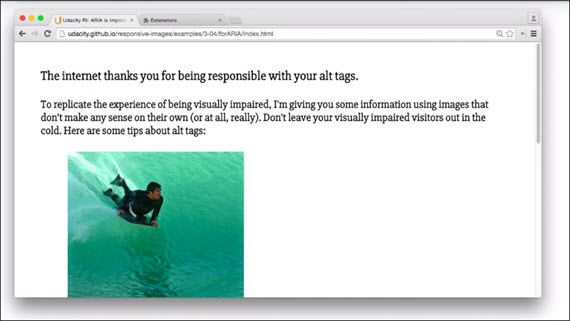 Udacity RI: ARIA is import
Extensions
udacity.github.io/responsive-images/examples/3-04/forARIA/index.html
The internet thanks you for being responsible with your alt tags.
To replicate the experience of being visually impaired, I'm giving you some information using images that
don't make any sense on their own (or at all, really). Don't leave your visually impaired visitors out in the
cold. Here are some tips about alt tags: